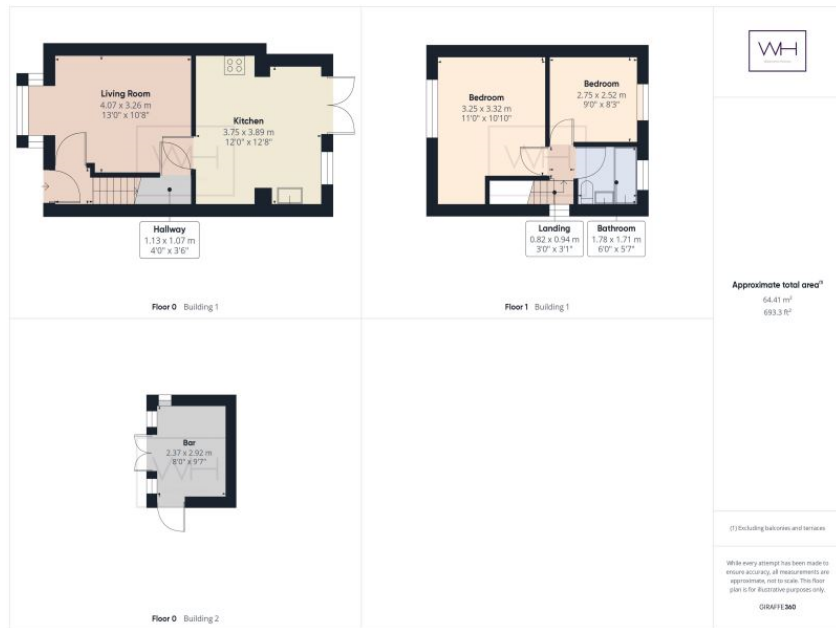 Living Room
4.07 x 3.26 m
13'0" x 10'8"
Kitchen
3.75 x 3.89 m
12'0" x 12'8"
Hallway
1.13 x 1.07 m
4'0" x 3'6"
Floor 0 Building 1
Bedroom
3.25 x 3.32 m
11'0" x 10'10"
Bedroom
2.75 x 2.52 m
9'0" x 8'3"
Landing
0.82 x 0.94 m
3'0" x 3'1"
Bathroom
1.78 x 1.71 m
6'0" x 5'7"
Floor 1 Building 1
Bar
2.37 x 2.92 m
8'0" x 9'7"
WH
Floor 0 Building 2
WH
Approximate total area⁽¹⁾
64.41 m²
693.3 ft²
(1) Excluding balconies and terraces
While every attempt has been made to
ensure accuracy, all measurements are
approximate, not to scale. This floor
plan is for illustrative purposes only.
GIRAFFE360